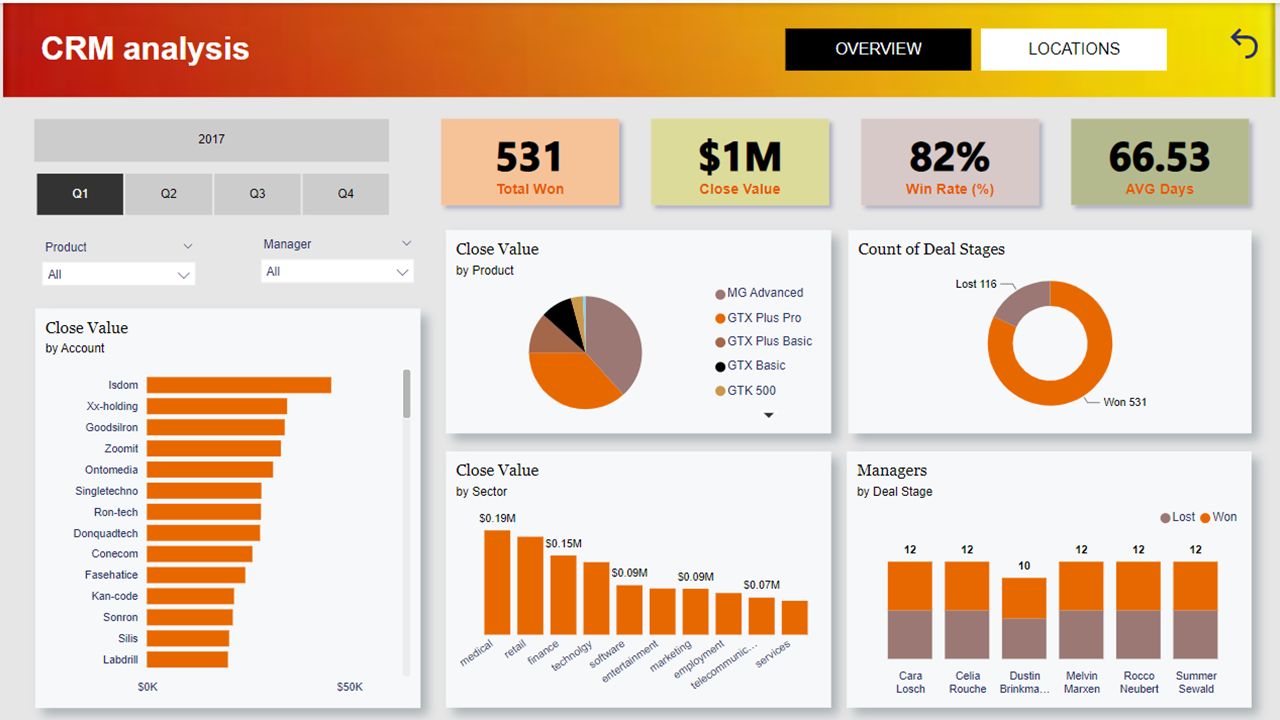 CRM analysis
OVERVIEW
LOCATIONS
2017
Q1
Q2
Q3
Q4
Product
All
Manager
All
531
Total Won
$1M
Close Value
82%
Win Rate (%)
66.53
AVG Days
Close Value
by Account
Isdom
Xx-holding
Goodsilron
Zoomit
Ontomedia
Singletechno
Ron-tech
Donquadtech
Conecom
Fasehatice
Kan-code
Sonron
Silis
Labdrill
$0K
$50K
Close Value
by Product
MG Advanced
GTX Plus Pro
GTX Plus Basic
GTX Basic
GTK 500
Count of Deal Stages
Lost 116
Won 531
Close Value
by Sector
$0.19M
$0.15M
$0.09M
$0.09M
$0.07M
medical
retail
finance
technolgy
software
entertainment
marketing
employment
telecommunic...
services
Managers
by Deal Stage
Lost
Won
12
12
10
12
12
12
Cara
Losch
Celia
Rouche
Dustin
Brinkma...
Melvin
Marxen
Rocco
Neubert
Summer
Sewald